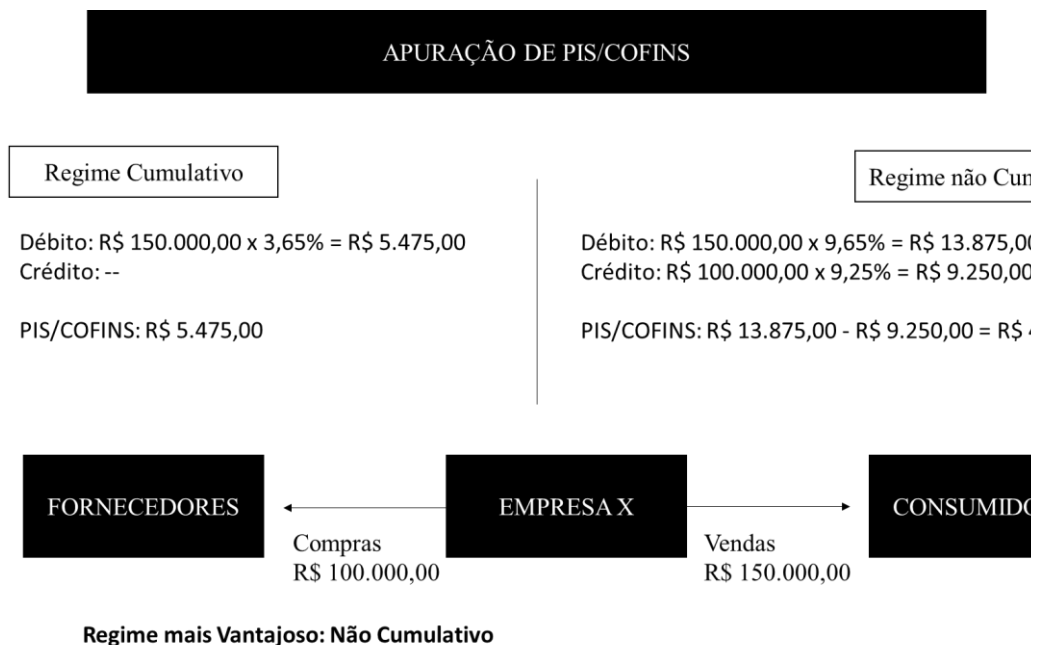 APURAÇÃO DE PIS/COFINS
Regime Cumulativo
Débito: R$ 150.000,00 x 3,65% = R$ 5.475,00
Crédito: --
PIS/COFINS: R$ 5.475,00
Regime não Cum
Débito: R$ 150.000,00 x 9,65% = R$ 13.875,00
Crédito: R$ 100.000,00 x 9,25% = R$ 9.250,00
PIS/COFINS: R$ 13.875,00 - R$ 9.250,00 = R$
FORNECEDORES
Compras
R$ 100.000,00
EMPRESA X
Vendas
R$ 150.000,00
CONSUMIDO
Regime mais Vantajoso: Não Cumulativo